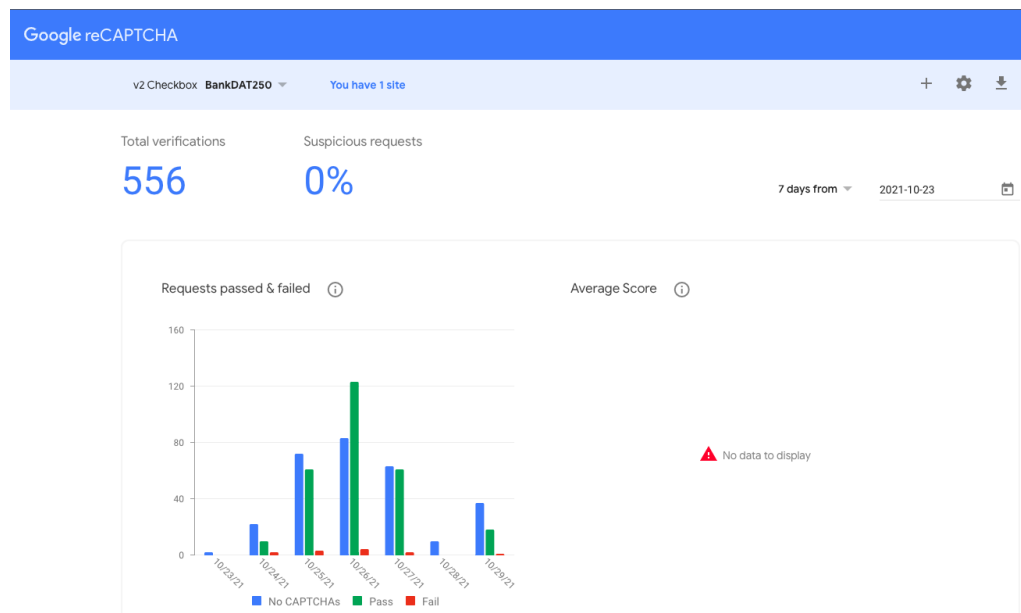 Google reCAPTCHA
v2 Checkbox BankDAT250 You have 1 site
Total verifications Suspicious requests
556 0%
7 days from 2021-10-23
Requests passed & failed Average Score
160
120
80
40
0
No data to display
10/23/21 10/24/21 10/25/21 10/26/21 10/27/21 10/28/21 10/29/21
No CAPTCHAs Pass Fail